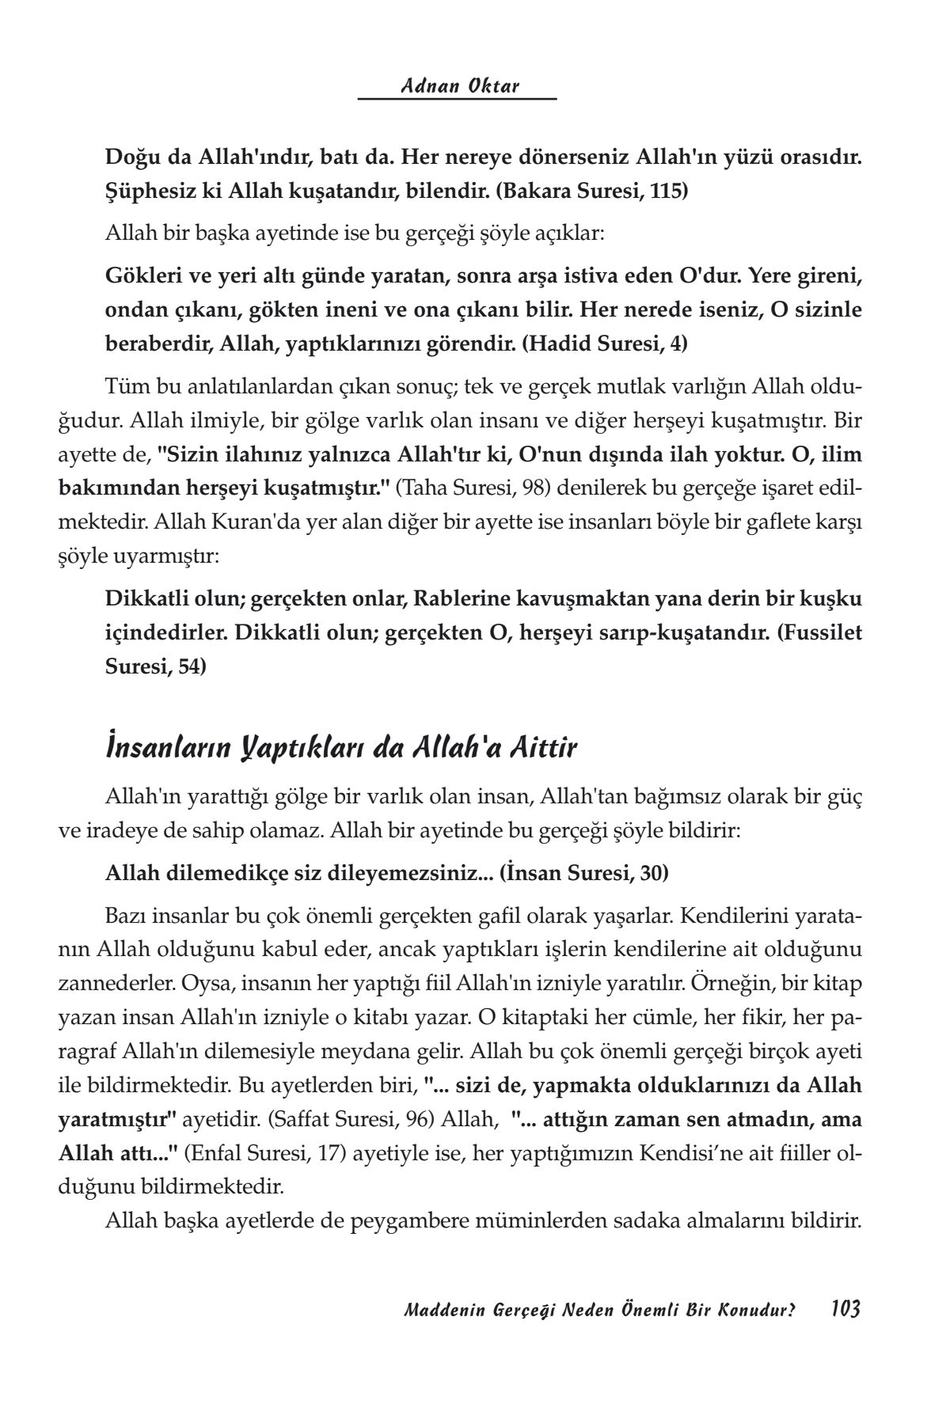 Adnan Oktar
Doğu da Allah'ındır, batı da. Her nereye dönerseniz Allah'ın yüzü orasıdır.
Şüphesiz ki Allah kuşatandır, bilendir. (Bakara Suresi, 115)
Allah bir başka ayetinde ise bu gerçeği şöyle açıklar:
Gökleri ve yeri altı günde yaratan, sonra arşa istiva eden O'dur. Yere gireni,
ondan çıkanı, gökten ineni ve ona çıkanı bilir. Her nerede iseniz, O sizinle
beraberdir, Allah, yaptıklarınızı görendir. (Hadid Suresi, 4)
Tüm bu anlatılanlardan çıkan sonuç; tek ve gerçek mutlak varlığın Allah oldu-
ğudur. Allah ilmiyle, bir gölge varlık olan insanı ve diğer herşeyi kuşatmıştır. Bir
ayette de, "Sizin ilahınız yalnızca Allah'tır ki, O'nun dışında ilah yoktur. O, ilim
bakımından herşeyi kuşatmıştır." (Taha Suresi, 98) denilerek bu gerçeğe işaret edil-
mektedir. Allah Kuran'da yer alan diğer bir ayette ise insanları böyle bir gaflete karşı
şöyle uyarmıştır:
Dikkatli olun; gerçekten onlar, Rablerine kavuşmaktan yana derin bir kuşku
içindedirler. Dikkatli olun; gerçekten O, herşeyi sarıp-kuşatandır. (Fussilet
Suresi, 54)
İnsanların Yaptıkları da Allah'a Aittir
Allah'ın yarattığı gölge bir varlık olan insan, Allah'tan bağımsız olarak bir güç
ve iradeye de sahip olamaz. Allah bir ayetinde bu gerçeği şöyle bildirir:
Allah dilemedikçe siz dileyemezsiniz... (İnsan Suresi, 30)
Bazı insanlar bu çok önemli gerçekten gafil olarak yaşarlar. Kendilerini yarata-
nın Allah olduğunu kabul eder, ancak yaptıkları işlerin kendilerine ait olduğunu
zannederler. Oysa, insanın her yaptığı fiil Allah'ın izniyle yaratılır. Örneğin, bir kitap
yazan insan Allah'ın izniyle o kitabı yazar. O kitaptaki her cümle, her fikir, her pa-
ragraf Allah'ın dilemesiyle meydana gelir. Allah bu çok önemli gerçeği birçok ayeti
ile bildirmektedir. Bu ayetlerden biri, "... sizi de, yapmakta olduklarınızı da Allah
yaratmıştır" ayetidir. (Saffat Suresi, 96) Allah, "... attığın zaman sen atmadın, ama
Allah attı..." (Enfal Suresi, 17) ayetiyle ise, her yaptığımızın Kendisi’ne ait fiiller ol-
duğunu bildirmektedir.
Allah başka ayetlerde de peygambere müminlerden sadaka almalarını bildirir.
Maddenin Gerçeği Neden Önemli Bir Konudur? 103